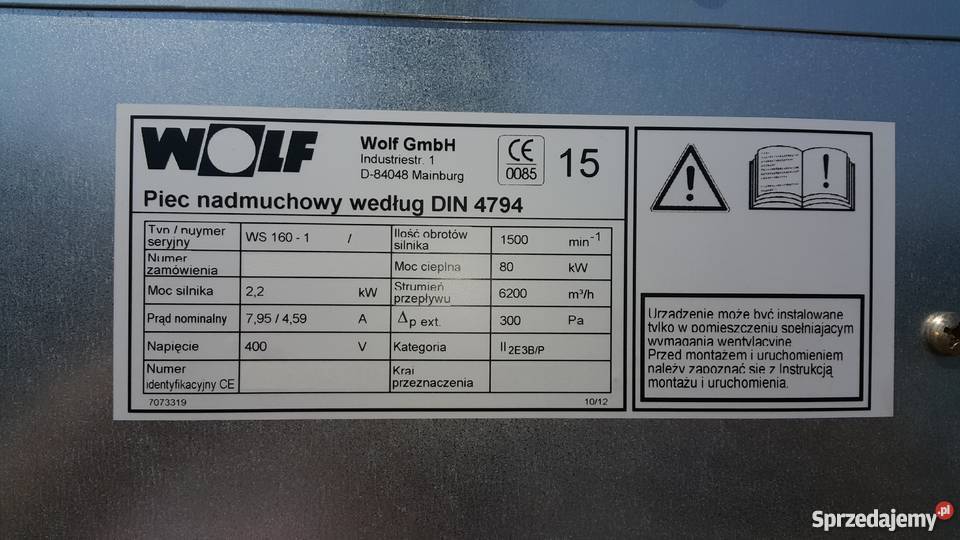 WOLF
Wolf GmbH
Industriestr. 1
D-84048 Mainburg
CE
0085
15
Piec nadmuchowy według DIN 4794
Typ / numer seryjny WS 160 - 1 / Ilość obrotów silnika 1500 min-1
Numer zamówienia Moc cieplna 80 kW
Moc silnika 2,2 kW Strumień przepływu 6200 m³/h
Prąd nominalny 7,95 / 4,59 A Δp ext. 300 Pa
Napięcie 400 V Kategoria II2E3B/P
Numer identyfikacyjny CE Kraj przeznaczenia
7073319 10/12
!
!
Urządzenie może być instalowane
tylko w pomieszczeniu spełniającym
wymagania wentylacyjne
Przed montażem i uruchomieniem
należy zapoznać się z Instrukcją
montażu i uruchomienia.
Sprzedajemy.pl